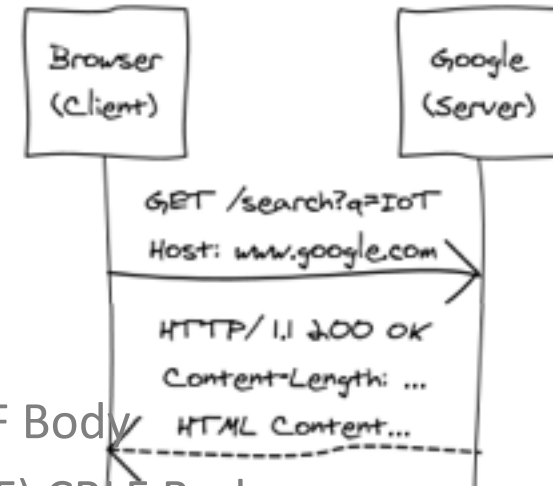 Browser
(Client)
Google
(Server)
GET /search?q=IoT
Host: www.google.com
HTTP/1.1 200 OK
Content-Length: ...
F Body
HTML Content...